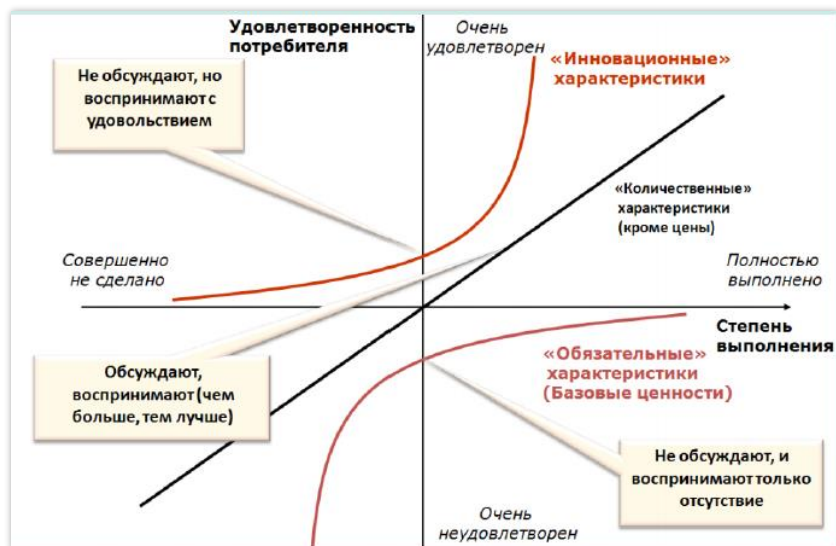 Удовлетворенность
потребителя
Очень
удовлетворен
«Инновационные»
характеристики
Не обсуждают, но
воспринимают с
удовольствием
«Количественные»
характеристики
(кроме цены)
Совершенно
не сделано
Полностью
выполнено
Степень
выполнения
«Обязательные»
характеристики
(Базовые ценности)
Обсуждают,
воспринимают (чем
больше, тем лучше)
Не обсуждают, и
воспринимают только
отсутствие
Очень
неудовлетворен